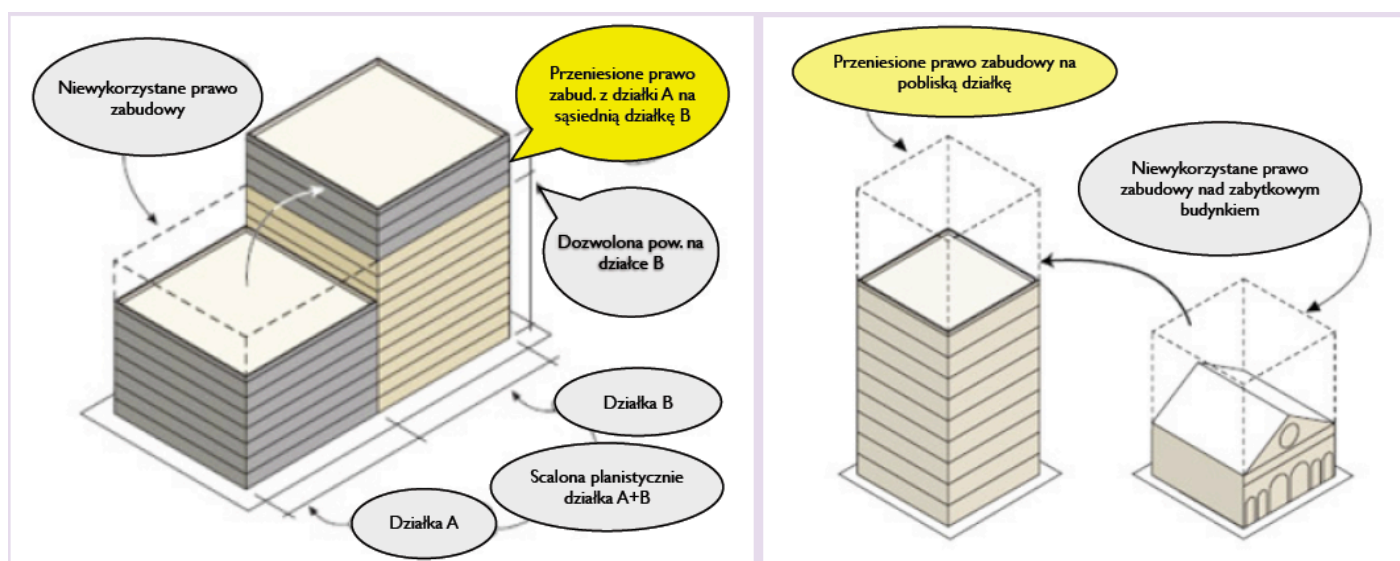 Niewykorzystane prawo
zabudowy
Przeniesione prawo
zabud. z działki A na
sąsiednią działkę B
Dozwolona pow. na
działce B
Działka B
Scalona planistycznie
działka A+B
Działka A
Przeniesione prawo zabudowy na
pobliską działkę
Niewykorzystane prawo
zabudowy nad zabytkowym
budynkiem